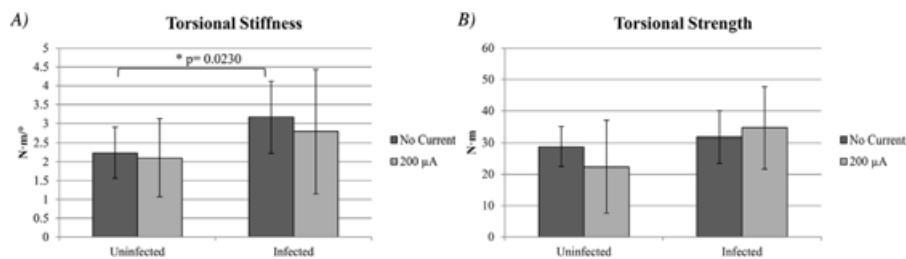 A)
Torsional Stiffness
5
4.5
4
3.5
3
2.5
2
1.5
1
0.5
0
N·m/°
* p= 0.0230
Uninfected
Infected
No Current
200 µA
B)
Torsional Strength
60
50
40
30
20
10
0
N·m
Uninfected
Infected
No Current
200 µA